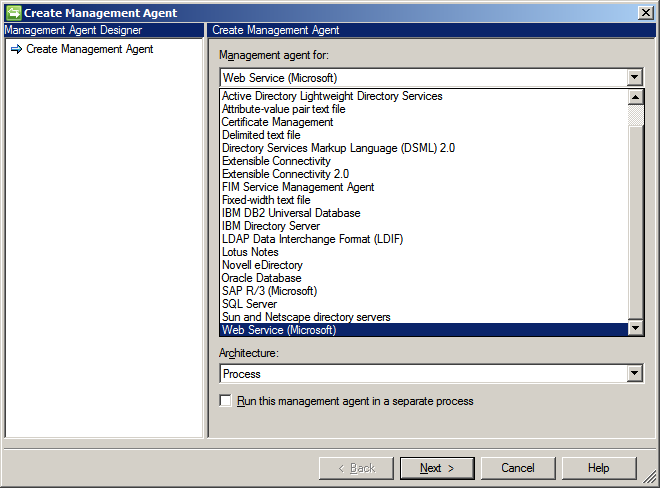 Create Management Agent
Management Agent Designer
Create Management Agent
Create Management Agent
Management agent for:
Web Service (Microsoft)
Active Directory Lightweight Directory Services
Attribute-value pair text file
Certificate Management
Delimited text file
Directory Services Markup Language (DSML) 2.0
Extensible Connectivity
Extensible Connectivity 2.0
FIM Service Management Agent
Fixed-width text file
IBM DB2 Universal Database
IBM Directory Server
LDAP Data Interchange Format (LDIF)
Lotus Notes
Novell eDirectory
Oracle Database
SAP R/3 (Microsoft)
SQL Server
Sun and Netscape directory servers
Web Service (Microsoft)
Architecture:
Process
Run this management agent in a separate process
< Back
Next >
Cancel
Help